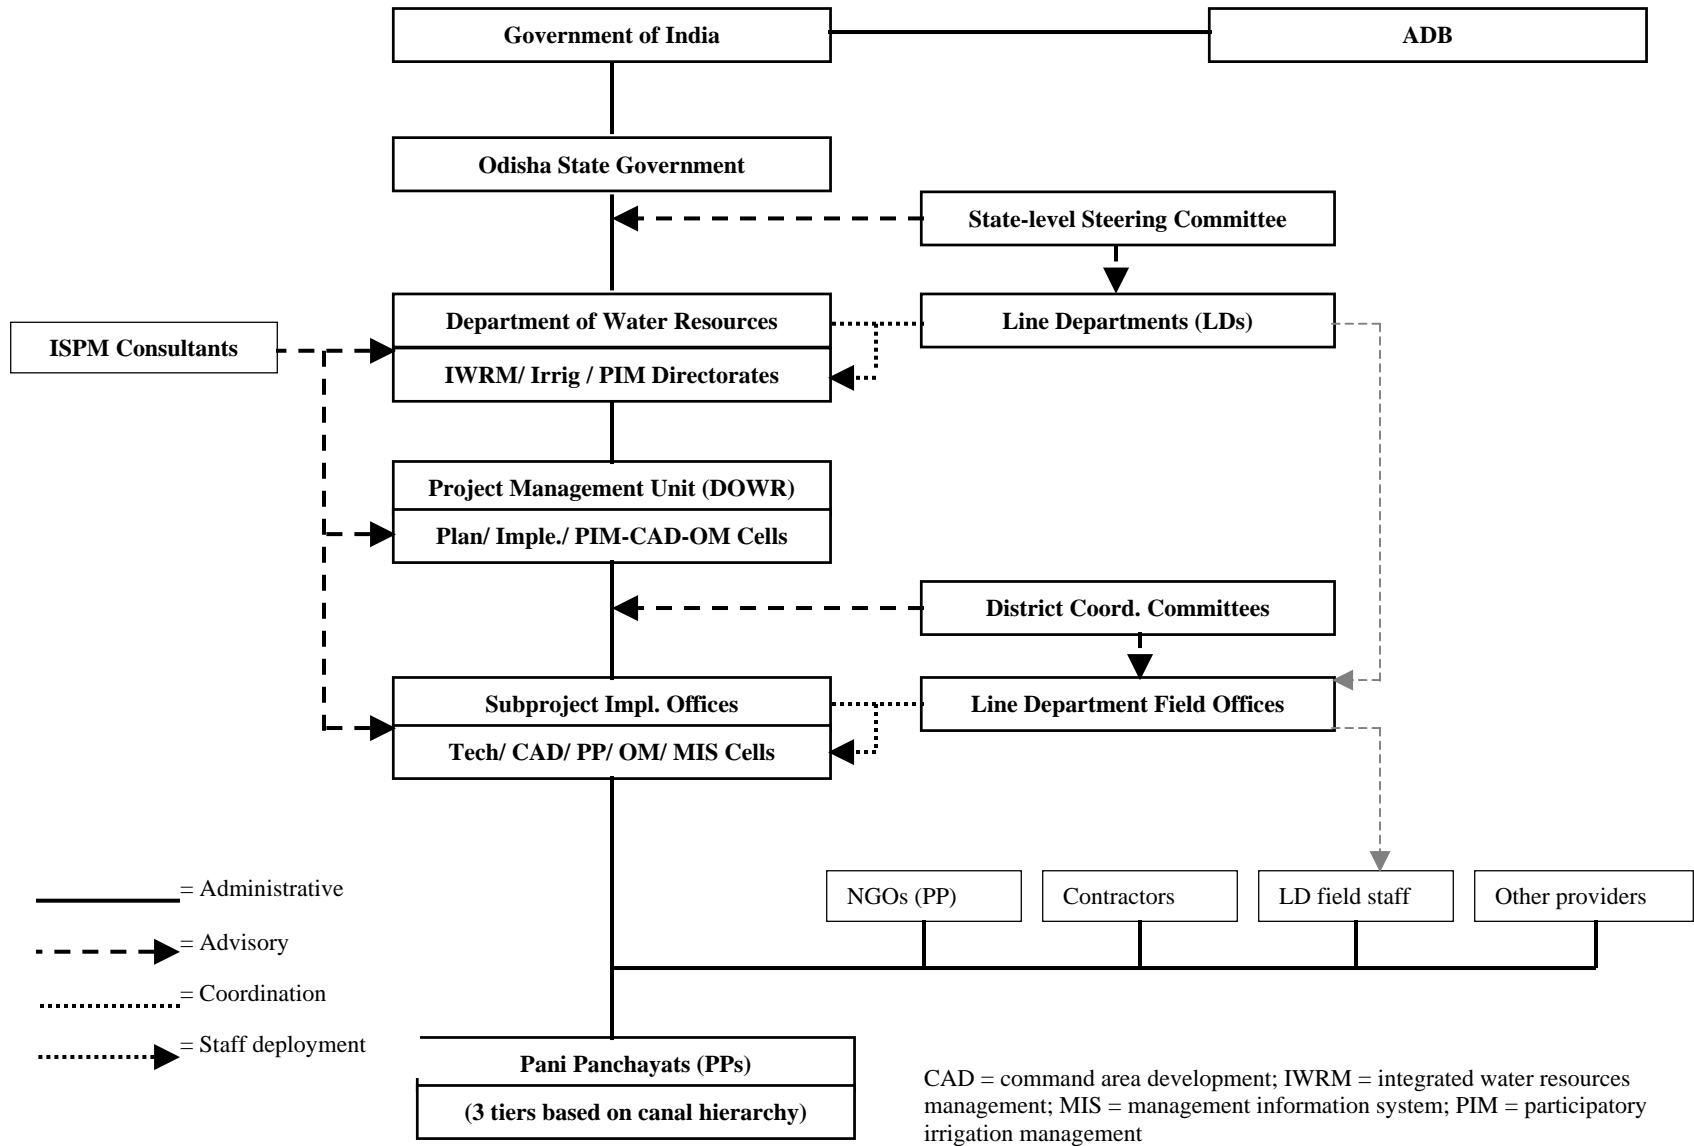 Government of India
ADB
Odisha State Government
State-level Steering Committee
Department of Water Resources
Line Departments (LDs)
ISPM Consultants
IWRM/ Irrig / PIM Directorates
Project Management Unit (DOWR)
Plan/ Imple./ PIM-CAD-OM Cells
District Coord. Committees
Subproject Impl. Offices
Line Department Field Offices
Tech/ CAD/ PP/ OM/ MIS Cells
NGOs (PP)
Contractors
LD field staff
Other providers
= Administrative
= Advisory
= Coordination
= Staff deployment
Pani Panchayats (PPs)
(3 tiers based on canal hierarchy)
CAD = command area development; IWRM = integrated water resources
management; MIS = management information system; PIM = participatory
irrigation management